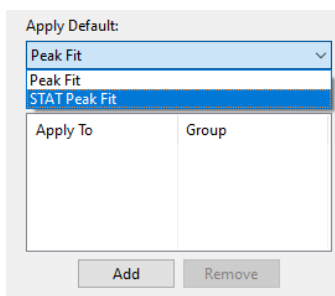 Apply Default:
Peak Fit
Peak Fit
STAT Peak Fit
Apply To Group
Add Remove